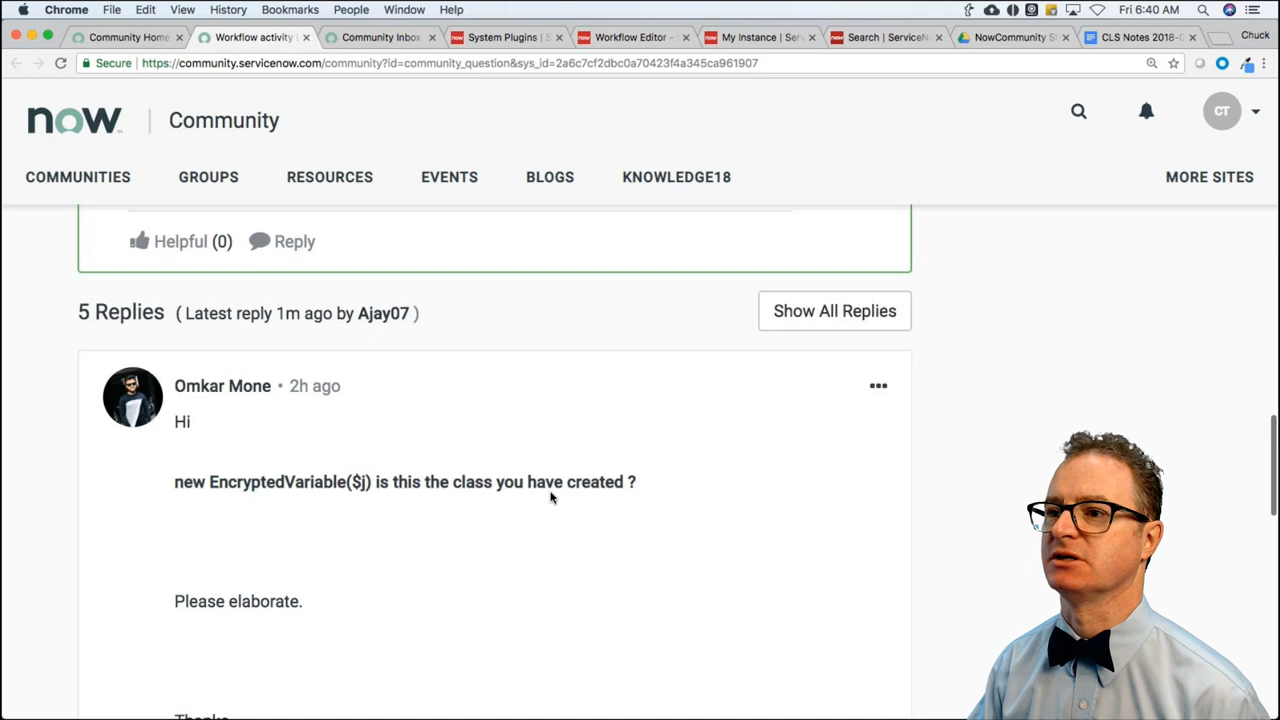 Chrome File Edit View History Bookmarks People Window Help Fri 6:40 AM
Community Home Workflow activity Community Inbox System Plugins | S Workflow Editor - My Instance | Serv Search | ServiceN NowCommunity S CLS Notes 2018-0 Chuck
Secure https://community.servicenow.com/community?id=community_question&sys_id=2a6c7cf2dbc0a70423f4a345ca961907
now Community CT
COMMUNITIES GROUPS RESOURCES EVENTS BLOGS KNOWLEDGE18 MORE SITES
Helpful (0) Reply
5 Replies ( Latest reply 1m ago by Ajay07 ) Show All Replies
Omkar Mone • 2h ago
Hi
new EncryptedVariable($j) is this the class you have created ?
Please elaborate.
Thanks